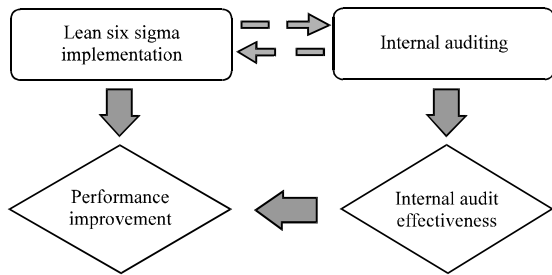 Lean six sigma
implementation
Internal auditing
Performance
improvement
Internal audit
effectiveness